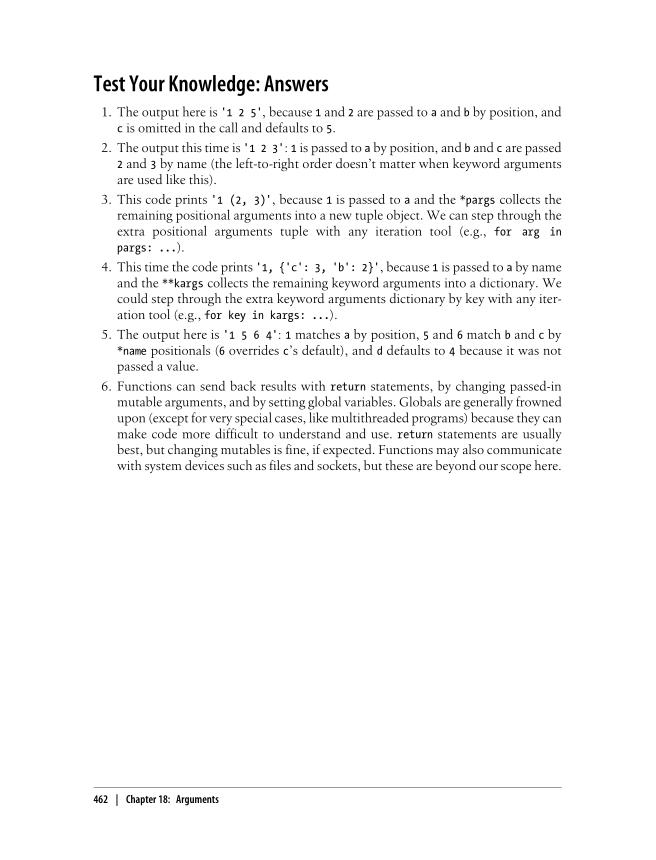 Test Your Knowledge: Answers
1. The output here is '1 2 5', because 1 and 2 are passed to a and b by position, and
c is omitted in the call and defaults to 5.
2. The output this time is '1 2 3': 1 is passed to a by position, and b and c are passed
2 and 3 by name (the left-to-right order doesn’t matter when keyword arguments
are used like this).
3. This code prints '1 (2, 3)', because 1 is passed to a and the *pargs collects the
remaining positional arguments into a new tuple object. We can step through the
extra positional arguments tuple with any iteration tool (e.g., for arg in
pargs: ...).
4. This time the code prints '1, {'c': 3, 'b': 2}', because 1 is passed to a by name
and the **kargs collects the remaining keyword arguments into a dictionary. We
could step through the extra keyword arguments dictionary by key with any iter-
ation tool (e.g., for key in kargs: ...).
5. The output here is '1 5 6 4': 1 matches a by position, 5 and 6 match b and c by
*name positionals (6 overrides c’s default), and d defaults to 4 because it was not
passed a value.
6. Functions can send back results with return statements, by changing passed-in
mutable arguments, and by setting global variables. Globals are generally frowned
upon (except for very special cases, like multithreaded programs) because they can
make code more difficult to understand and use. return statements are usually
best, but changing mutables is fine, if expected. Functions may also communicate
with system devices such as files and sockets, but these are beyond our scope here.
462 | Chapter 18: Arguments